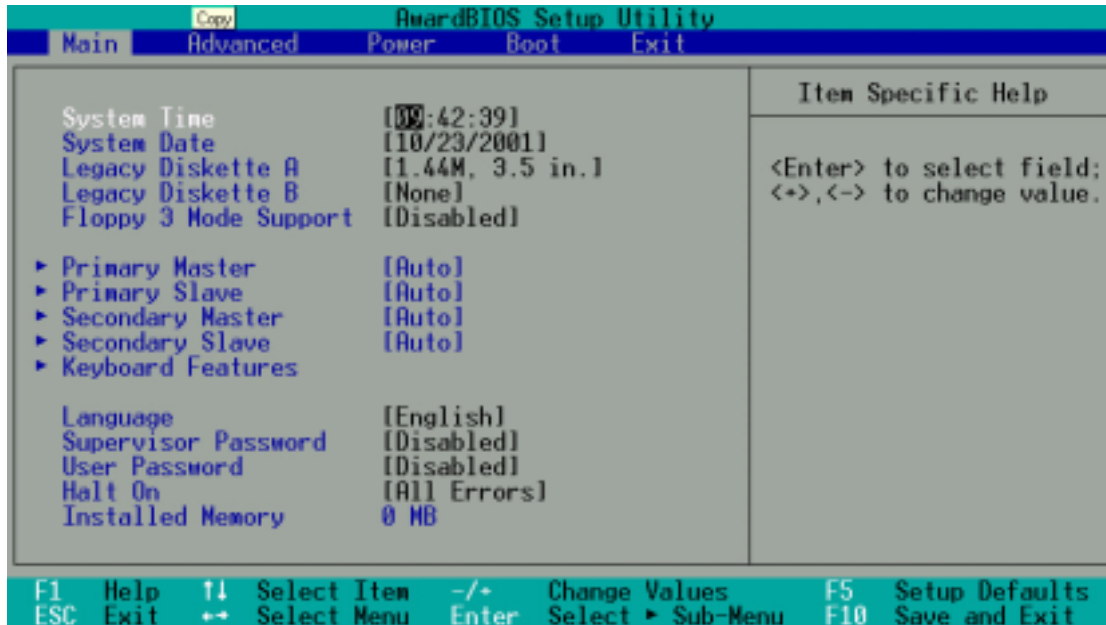 Copy
AwardBIOS Setup Utility
Main Advanced Power Boot Exit
Item Specific Help
System Time [09:42:39]
System Date [10/23/2001]
Legacy Diskette A [1.44M, 3.5 in.]
Legacy Diskette B [None]
Floppy 3 Mode Support [Disabled]
<Enter> to select field;
<+>,<-> to change value.
▶ Primary Master [Auto]
▶ Primary Slave [Auto]
▶ Secondary Master [Auto]
▶ Secondary Slave [Auto]
▶ Keyboard Features
Language [English]
Supervisor Password [Disabled]
User Password [Disabled]
Halt On [All Errors]
Installed Memory 0 MB
F1 Help ↑↓ Select Item -/+ Change Values F5 Setup Defaults
ESC Exit ←→ Select Menu Enter Select ▶ Sub-Menu F10 Save and Exit